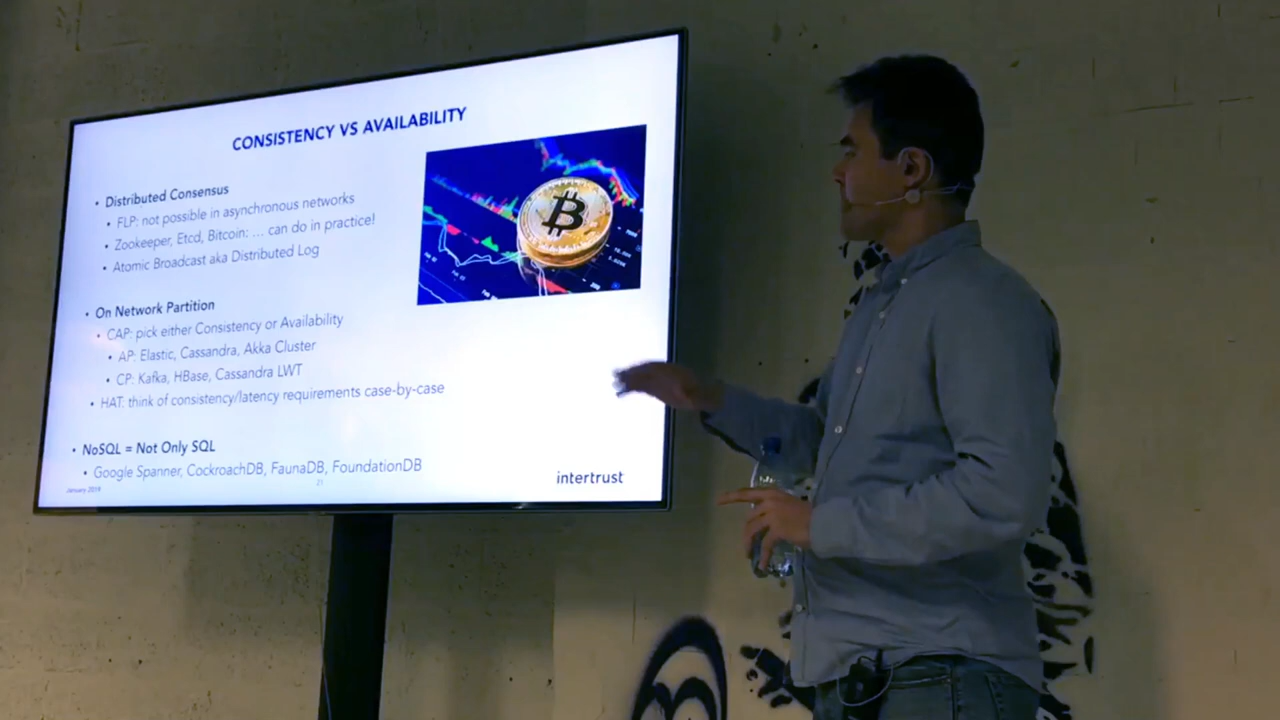 CONSISTENCY VS AVAILABILITY
• Distributed Consensus
• FLP: not possible in asynchronous networks
• Zookeeper, Etcd, Bitcoin: ... can do in practice!
• Atomic Broadcast aka Distributed Log
• On Network Partition
• CAP: pick either Consistency or Availability
• AP: Elastic, Cassandra, Akka Cluster
• CP: Kafka, HBase, Cassandra LWT
• HAT: think of consistency/latency requirements case-by-case
• NoSQL = Not Only SQL
• Google Spanner, CockroachDB, FaunaDB, FoundationDB
January 2019
21
intertrust